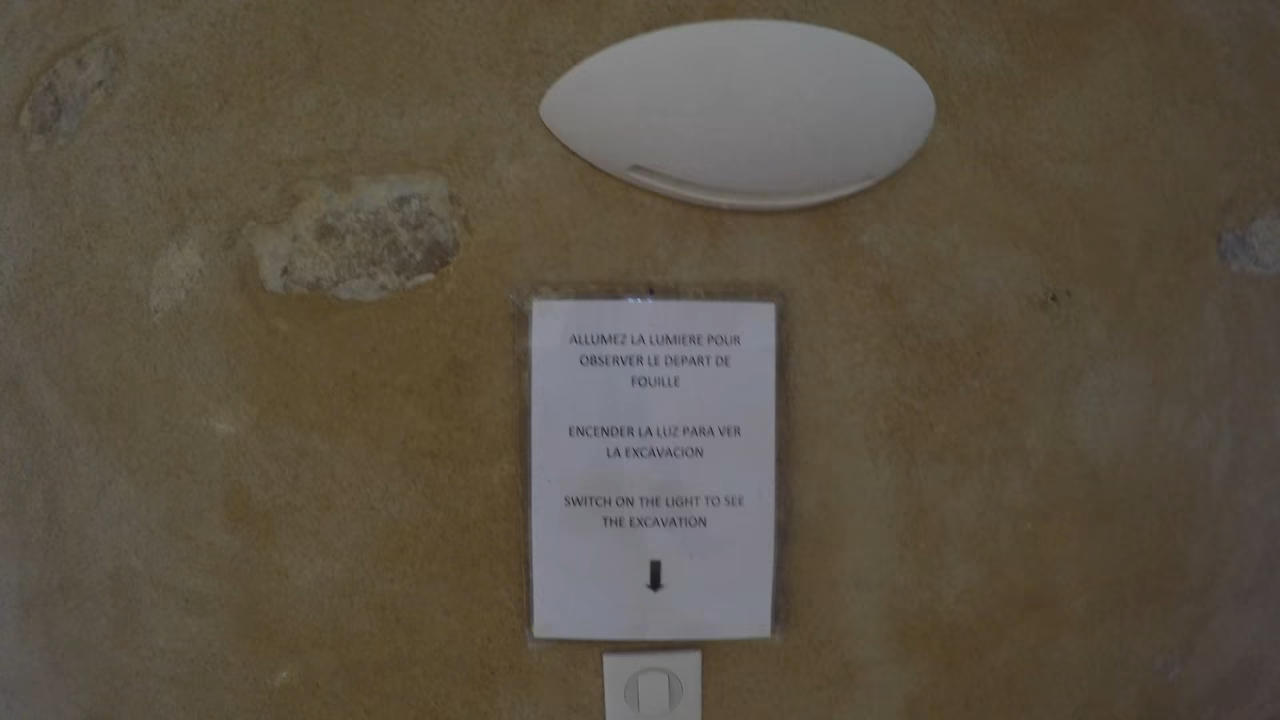 ALLUMEZ LA LUMIERE POUR
OBSERVER LE DEPART DE
FOUILLE
ENCENDER LA LUZ PARA VER
LA EXCAVACION
SWITCH ON THE LIGHT TO SEE
THE EXCAVATION